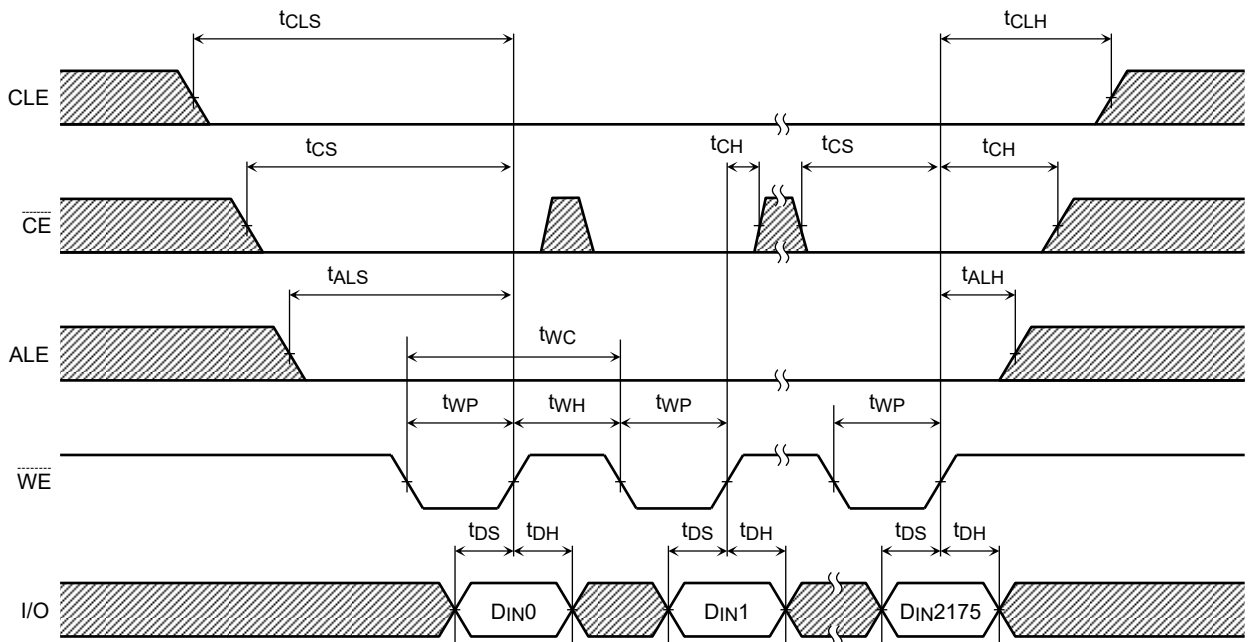 tCLS tCLH
CLE
tCS tCH tCS tCH
CE
tALS tALH
ALE
tWC
tWP tWH tWP tWP
WE
tDS tDH tDS tDH tDS tDH
I/O DIN0 DIN1 DIN2175